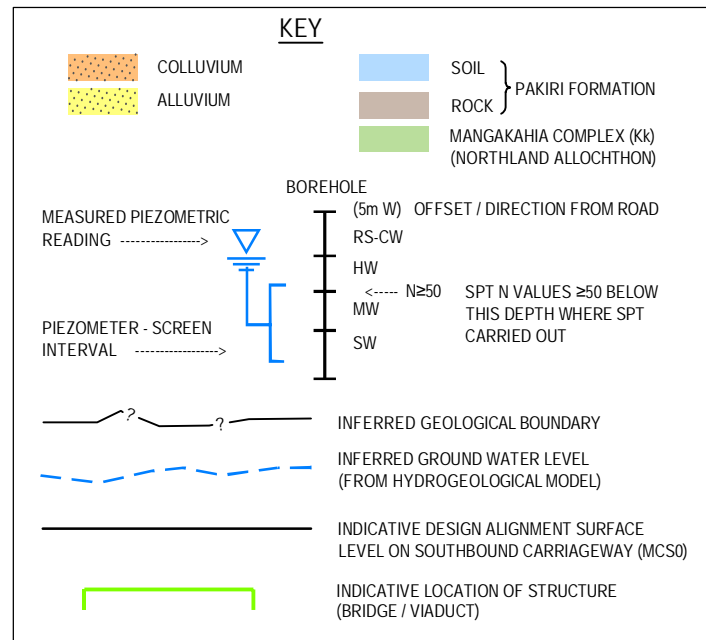 KEY
COLLUVIUM
ALLUVIUM
SOIL
ROCK
PAKIRI FORMATION
MANGAKAHIA COMPLEX (Kk)
(NORTHLAND ALLOCHTHON)
BOREHOLE
(5m W) OFFSET / DIRECTION FROM ROAD
MEASURED PIEZOMETRIC
READING ---------------->
RS-CW
HW
<----- N≥50
SPT N VALUES ≥50 BELOW
THIS DEPTH WHERE SPT
CARRIED OUT
MW
PIEZOMETER - SCREEN
INTERVAL ----------------->
SW
? ?
INFERRED GEOLOGICAL BOUNDARY
INFERRED GROUND WATER LEVEL
(FROM HYDROGEOLOGICAL MODEL)
INDICATIVE DESIGN ALIGNMENT SURFACE
LEVEL ON SOUTHBOUND CARRIAGEWAY (MCS0)
INDICATIVE LOCATION OF STRUCTURE
(BRIDGE / VIADUCT)